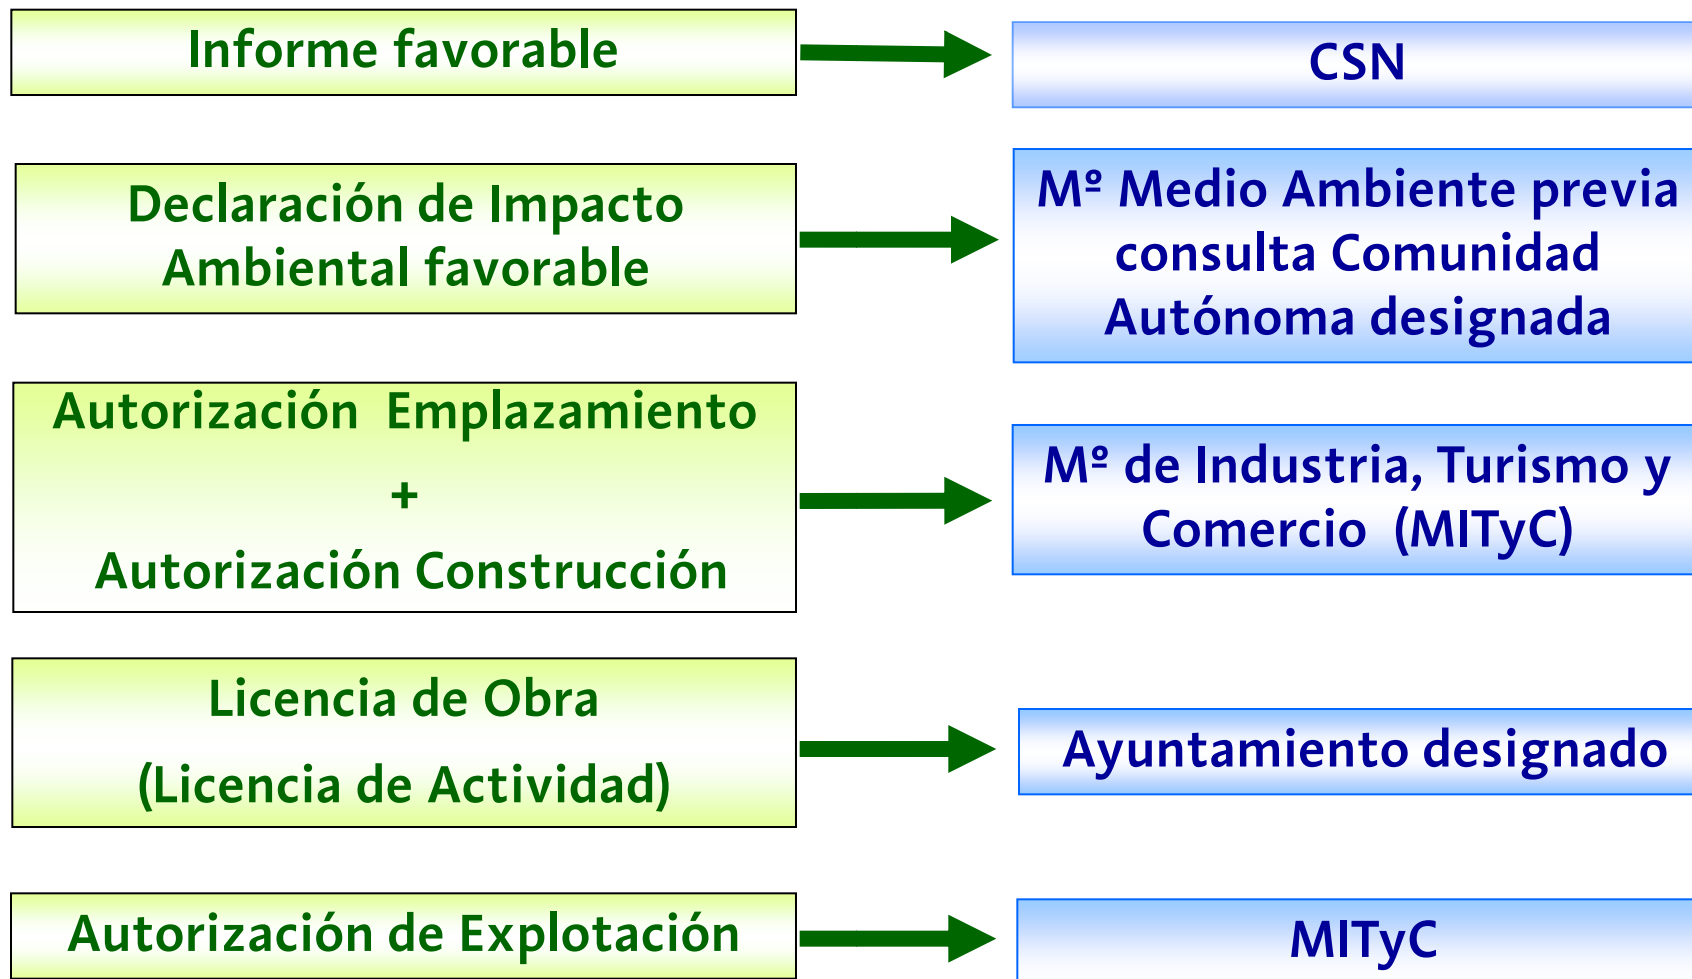 Informe favorable
CSN
Declaración de Impacto
Ambiental favorable
Mº Medio Ambiente previa
consulta Comunidad
Autónoma designada
Autorización Emplazamiento
+
Autorización Construcción
Mº de Industria, Turismo y
Comercio (MITyC)
Licencia de Obra
(Licencia de Actividad)
Ayuntamiento designado
Autorización de Explotación
MITyC